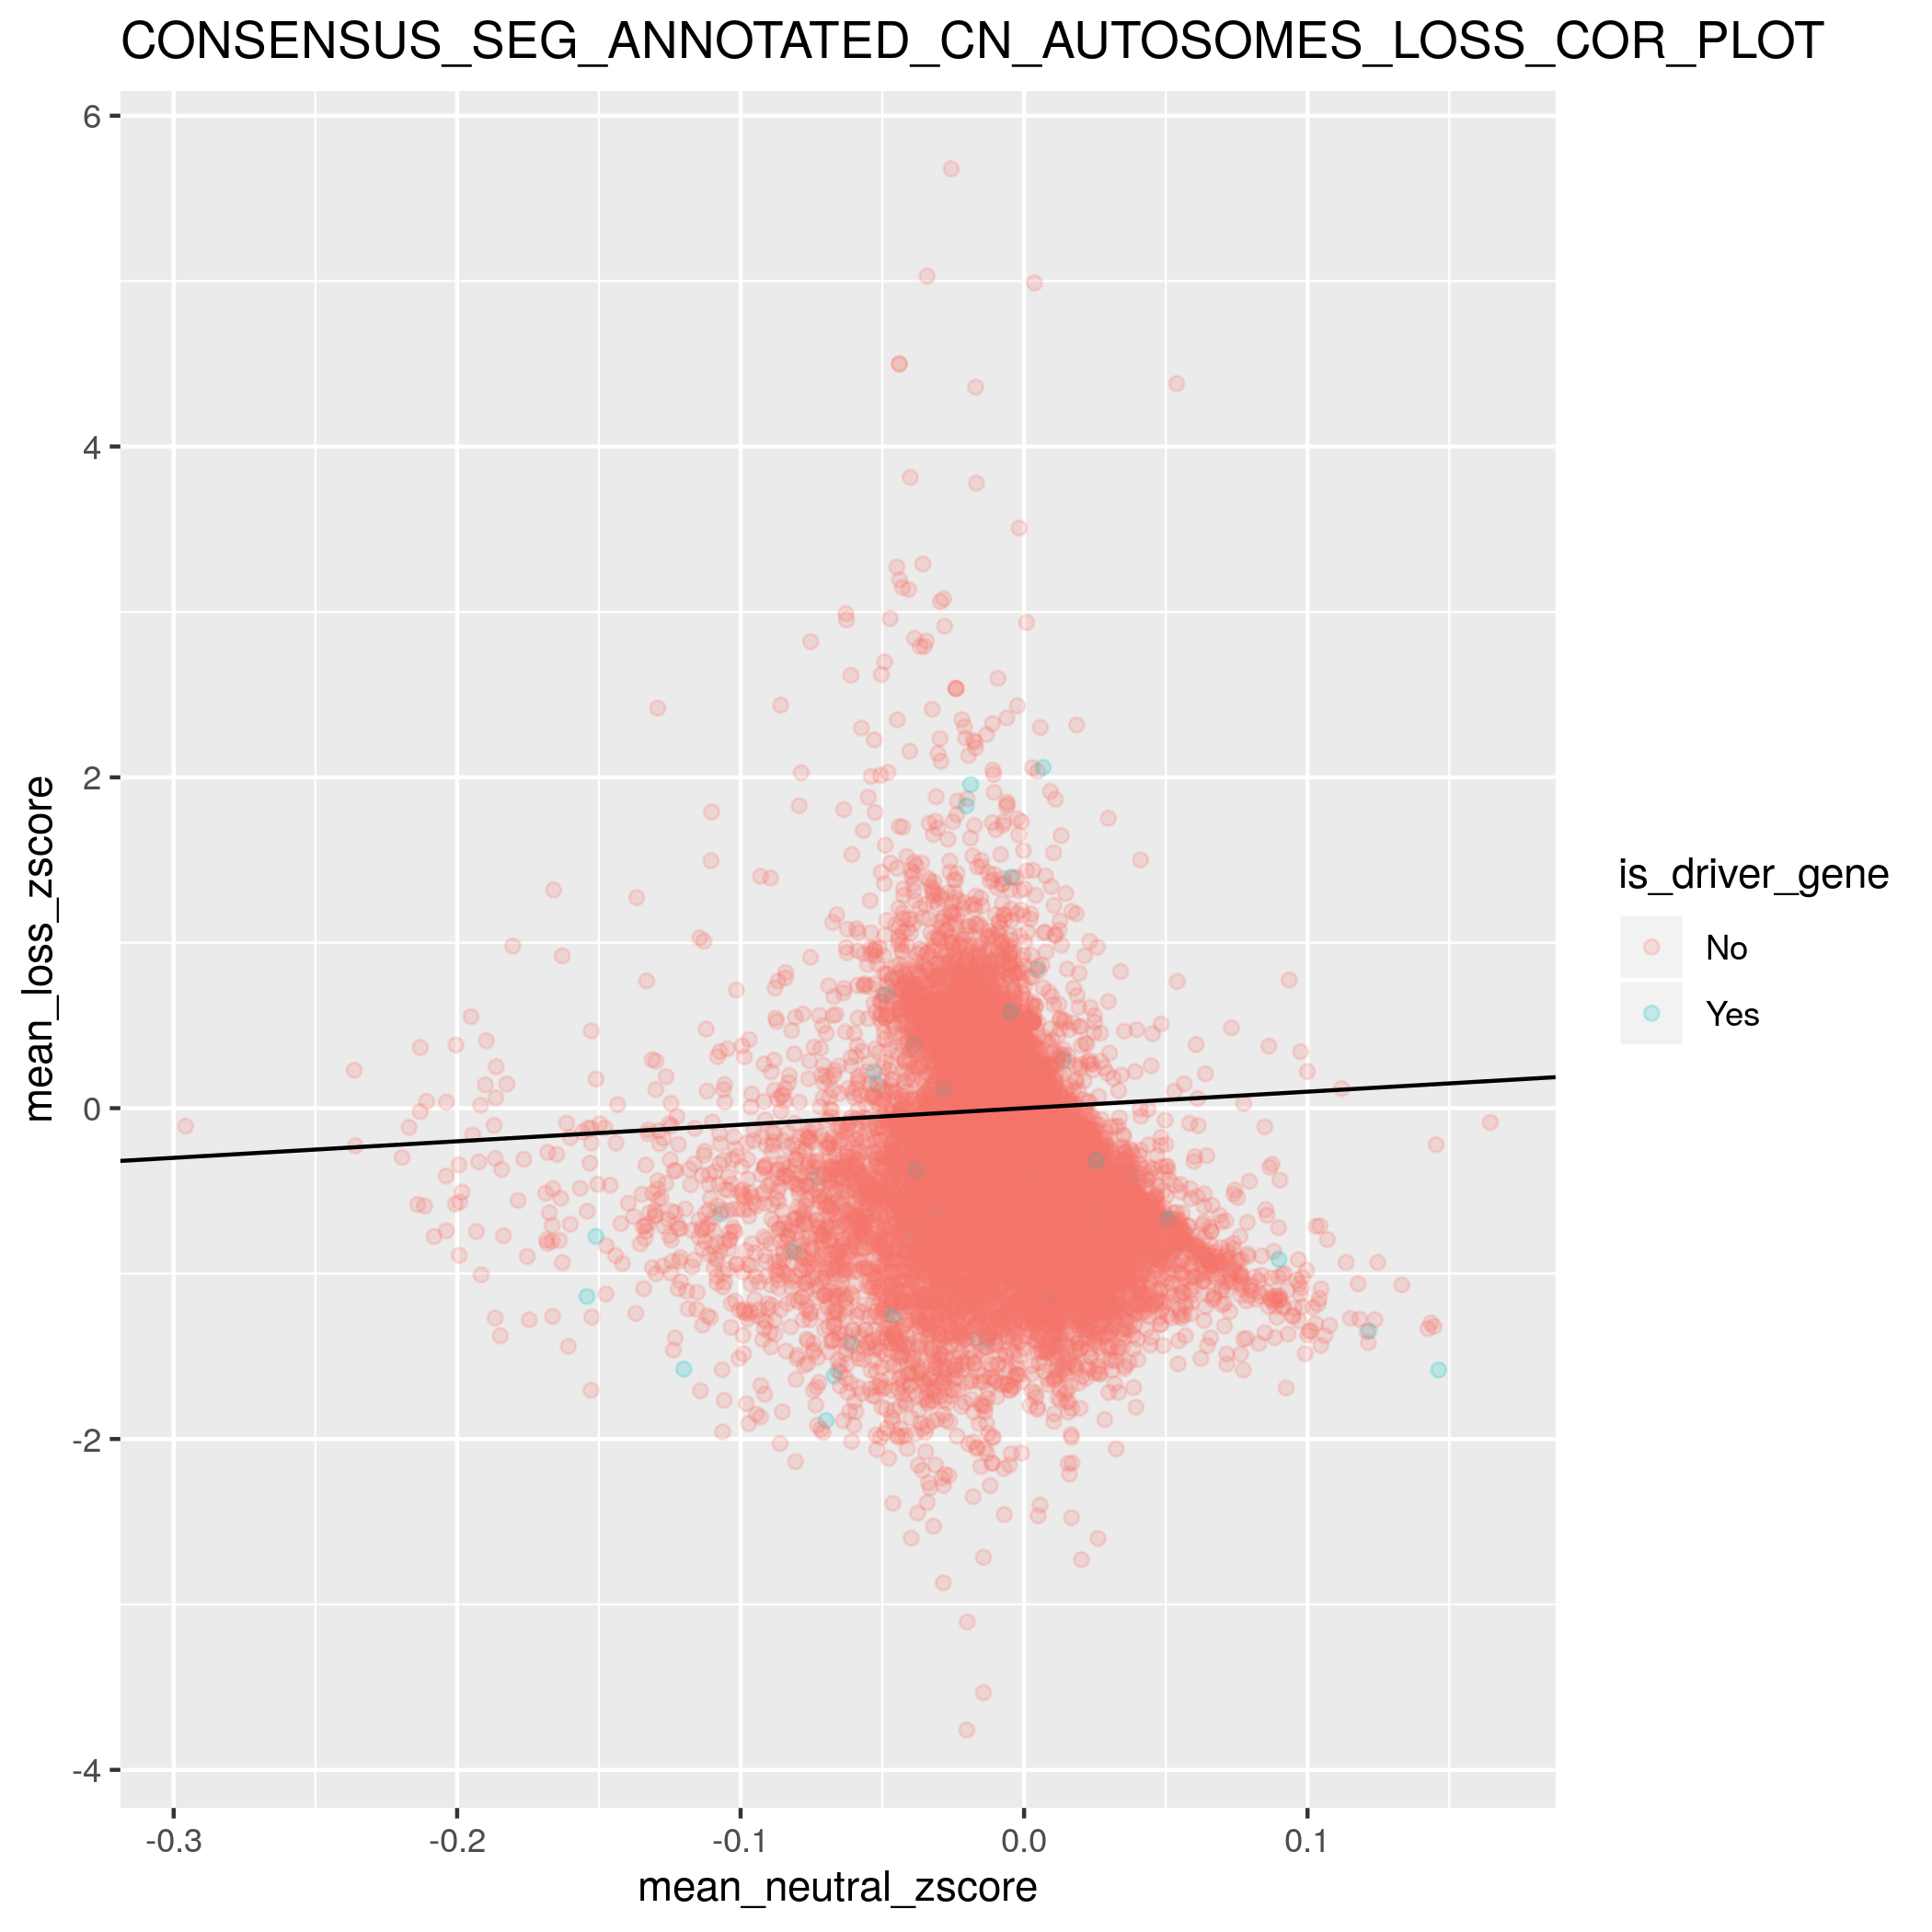 CONSENSUS_SEG_ANNOTATED_CN_AUTOSOMES_LOSS_COR_PLOT
6
4
2
0
-2
-4
mean_loss_zscore
-0.3
-0.2
-0.1
0.0
0.1
mean_neutral_zscore
is_driver_gene
No
Yes